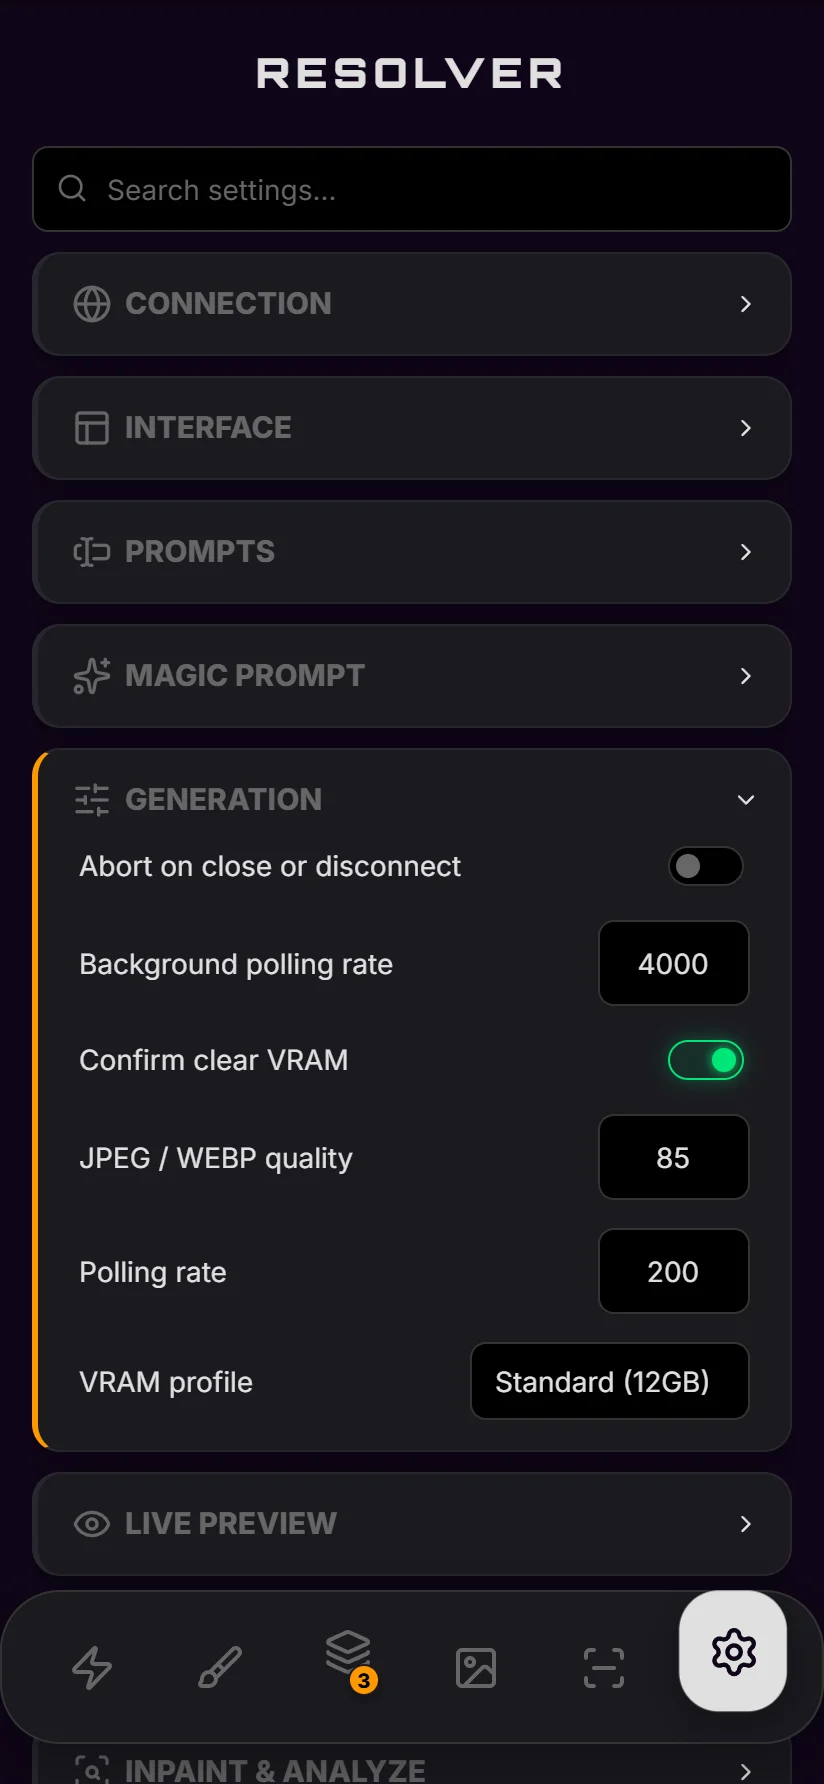 RESOLVER
Search settings...
CONNECTION
INTERFACE
PROMPTS
MAGIC PROMPT
GENERATION
Abort on close or disconnect
Background polling rate 4000
Confirm clear VRAM
JPEG / WEBP quality 85
Polling rate 200
VRAM profile Standard (12GB)
LIVE PREVIEW
3
INPAINT & ANALYZE